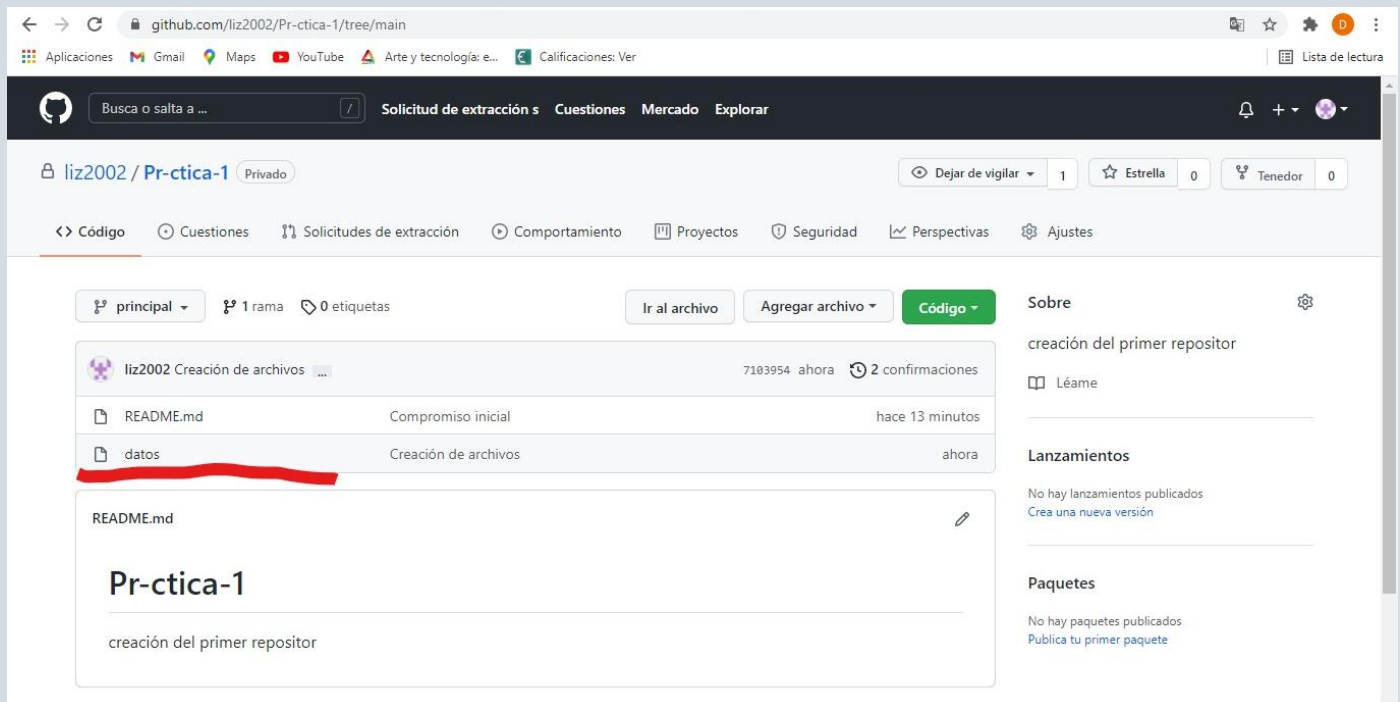 github.com/liz2002/Pr-ctica-1/tree/main
D
Aplicaciones Gmail Maps YouTube Arte y tecnología: e... Calificaciones: Ver Lista de lectura
Busca o salta a ... / Solicitud de extracción s Cuestiones Mercado Explorar
liz2002 / Pr-ctica-1 Privado Dejar de vigilar 1 Estrella 0 Tenedor 0
<> Código Cuestiones Solicitudes de extracción Comportamiento Proyectos Seguridad Perspectivas Ajustes
principal 1 rama 0 etiquetas Ir al archivo Agregar archivo Código
liz2002 Creación de archivos ... 7103954 ahora 2 confirmaciones
README.md Compromiso inicial hace 13 minutos
datos Creación de archivos ahora
README.md
Pr-ctica-1
creación del primer repositor
Sobre
creación del primer repositor
Léame
Lanzamientos
No hay lanzamientos publicados
Crea una nueva versión
Paquetes
No hay paquetes publicados
Publica tu primer paquete